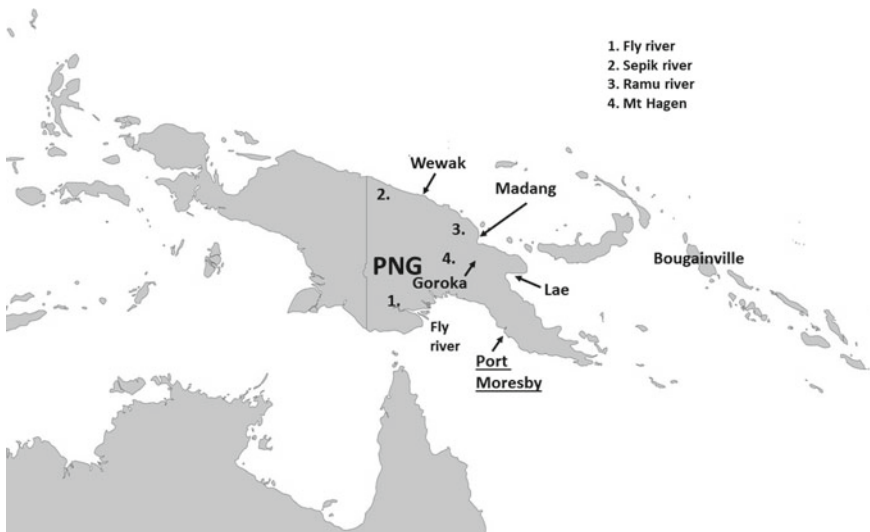 1. Fly river
2. Sepik river
3. Ramu river
4. Mt Hagen
Wewak
2.
Madang
3.
4.
PNG
Bougainville
Goroka
Lae
1.
Fly
river
Port
Moresby